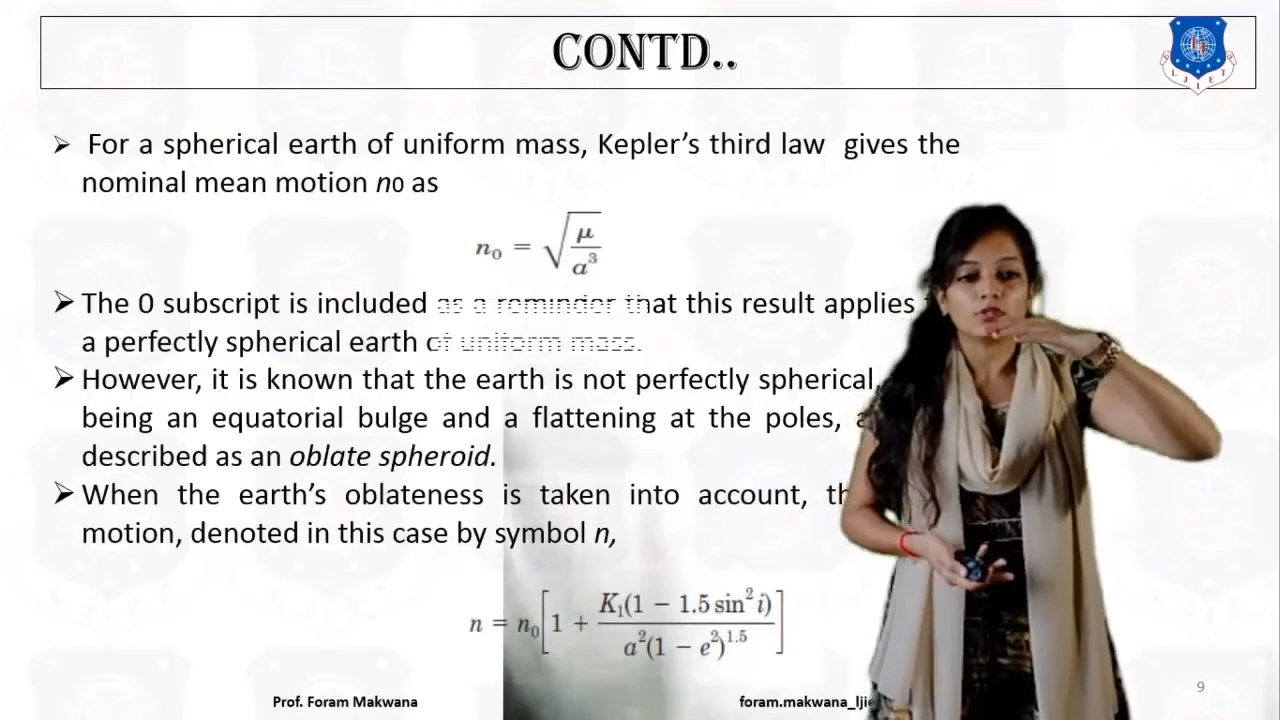 CONTD..
LJIET
➢ For a spherical earth of uniform mass, Kepler's third law gives the
nominal mean motion n0 as
n₀ = √(μ/a³)
➢ The 0 subscript is included as a reminder that this result applies
a perfectly spherical earth of uniform mass.
➢ However, it is known that the earth is not perfectly spherical,
being an equatorial bulge and a flattening at the poles,
described as an oblate spheroid.
➢ When the earth's oblateness is taken into account,
motion, denoted in this case by symbol n,
n = n₀[1 + K₁(1 − 1.5 sin² i) / a²(1 − e²)^1.5]
Prof. Foram Makwana
foram.makwana_ljie
9